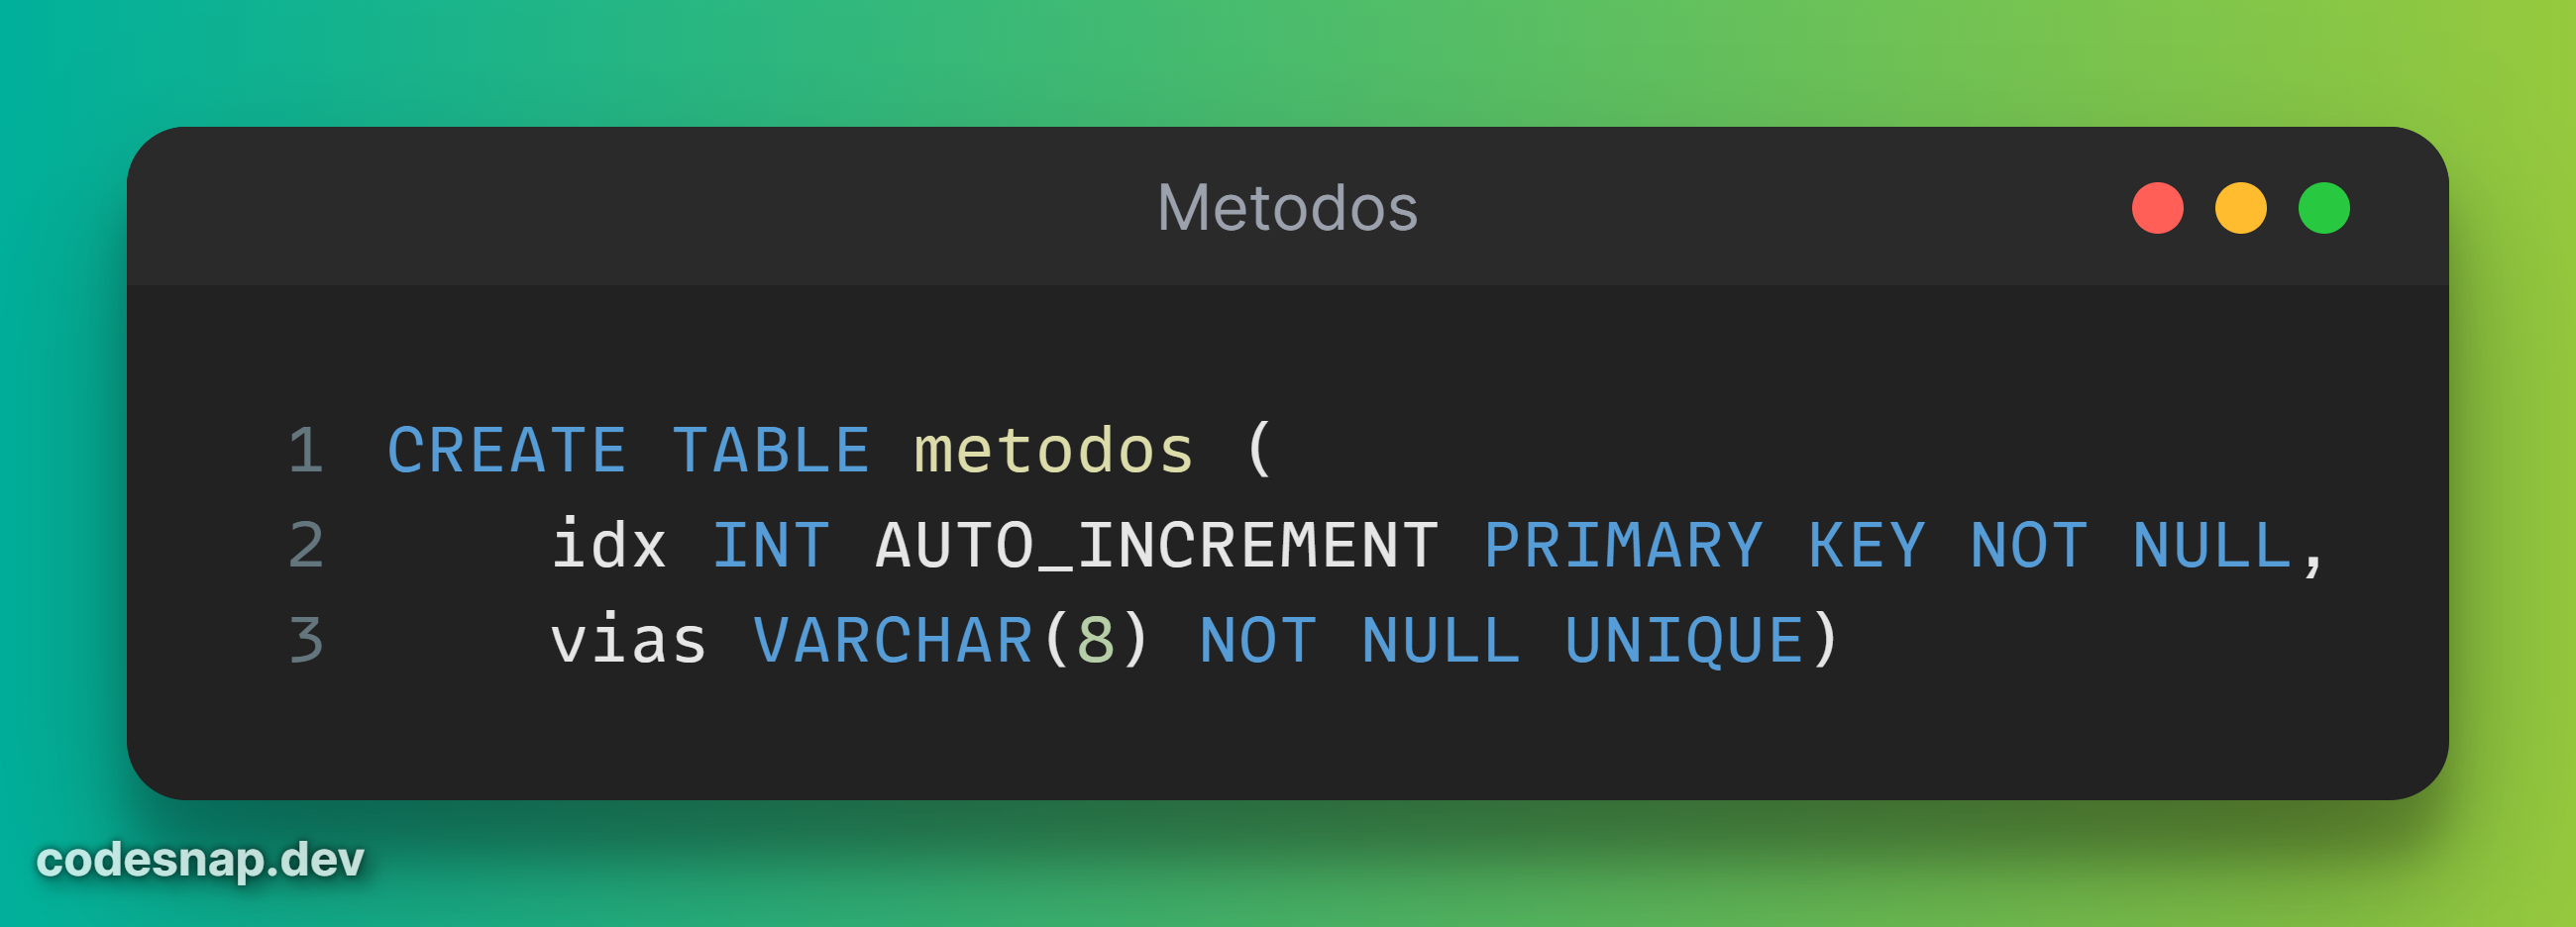 Metodos
1 CREATE TABLE metodos (
2     idx INT AUTO_INCREMENT PRIMARY KEY NOT NULL,
3     vias VARCHAR(8) NOT NULL UNIQUE)
codesnap.dev